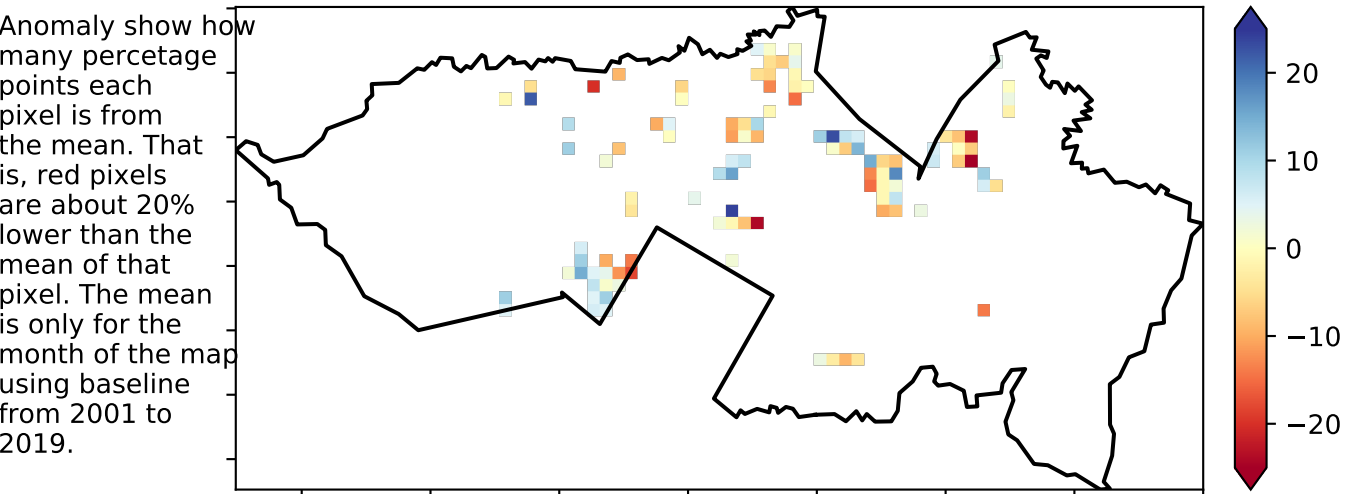 Anomaly show how
many percetage
points each
pixel is from
the mean. That
is, red pixels
are about 20%
lower than the
mean of that
pixel. The mean
is only for the
month of the map
using baseline
from 2001 to
2019.
20
10
0
−10
−20